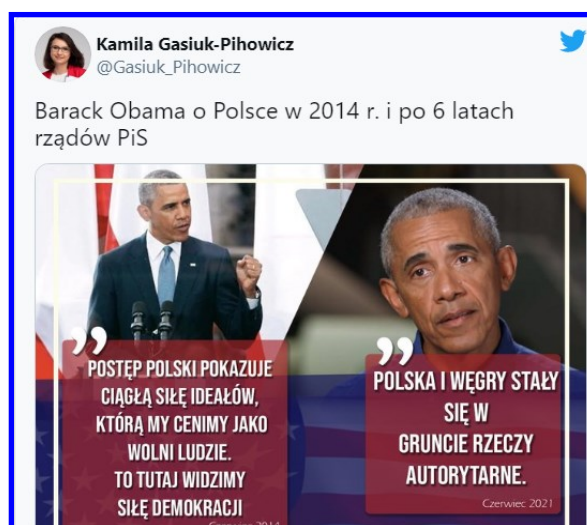 Kamila Gasiuk-Pihowicz
@Gasiuk_Pihowicz
Barack Obama o Polsce w 2014 r. i po 6 latach
rządów PiS
”
POSTĘP POLSKI POKAZUJE
CIĄGŁĄ SIŁĘ IDEAŁÓW,
KTÓRĄ MY CENIMY JAKO
WOLNI LUDZIE.
TO TUTAJ WIDZIMY
SIŁĘ DEMOKRACJI
Czerwiec 2014
”
POLSKA I WĘGRY STAŁY
SIĘ W
GRUNCIE RZECZY
AUTORYTARNE.
Czerwiec 2021